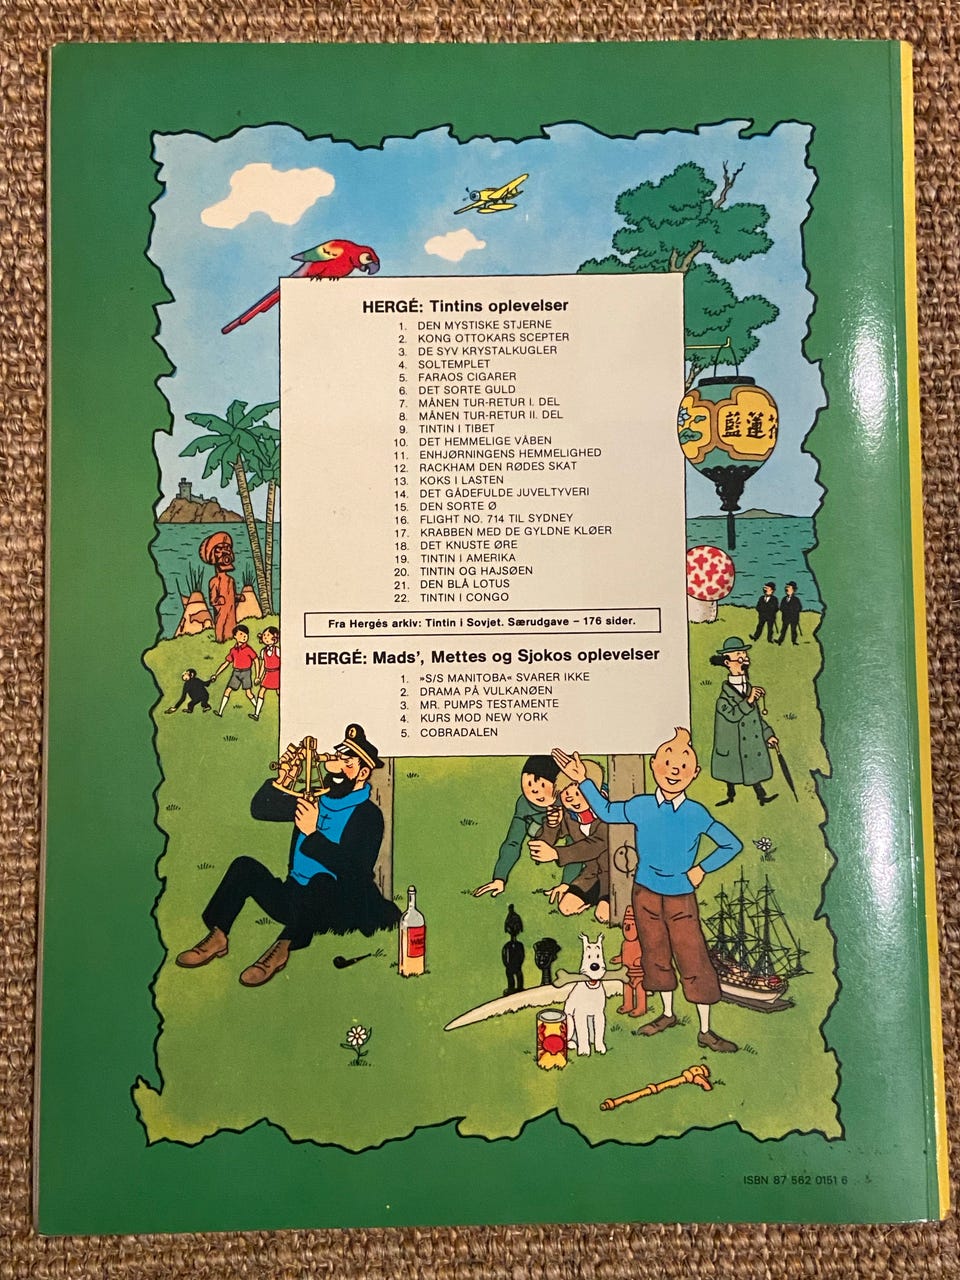 HERGÉ: Tintins oplevelser
1. DEN MYSTISKE STJERNE
2. KONG OTTOKARS SCEPTER
3. DE SYV KRYSTALKUGLER
4. SOLTEMPLET
5. FARAOS CIGARER
6. DET SORTE GULD
7. MÅNEN TUR-RETUR I. DEL
8. MÅNEN TUR-RETUR II. DEL
9. TINTIN I TIBET
10. DET HEMMELIGE VÅBEN
11. ENHJØRNINGENS HEMMELIGHED
12. RACKHAM DEN RØDES SKAT
13. KOKS I LASTEN
14. DET GÅDEFULDE JUVELTYVERI
15. DEN SORTE Ø
16. FLIGHT NO. 714 TIL SYDNEY
17. KRABBEN MED DE GYLDNE KLØER
18. DET KNUSTE ØRE
19. TINTIN I AMERIKA
20. TINTIN OG HAJSØEN
21. DEN BLÅ LOTUS
22. TINTIN I CONGO
Fra Hergés arkiv: Tintin i Sovjet. Særudgave – 176 sider.
HERGÉ: Mads', Mettes og Sjokos oplevelser
1. »S/S MANITOBA« SVARER IKKE
2. DRAMA PÅ VULKANØEN
3. MR. PUMPS TESTAMENTE
4. KURS MOD NEW YORK
5. COBRADALEN
藍蓮
ISBN 87 562 0151 6